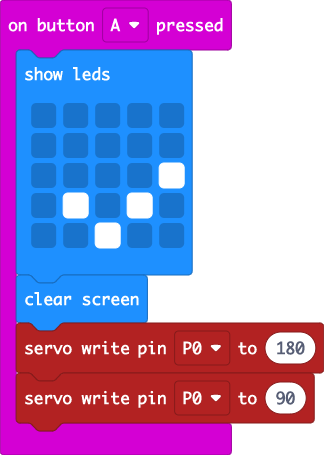 on button A pressed
show leds
clear screen
servo write pin P0 to 180
servo write pin P0 to 90